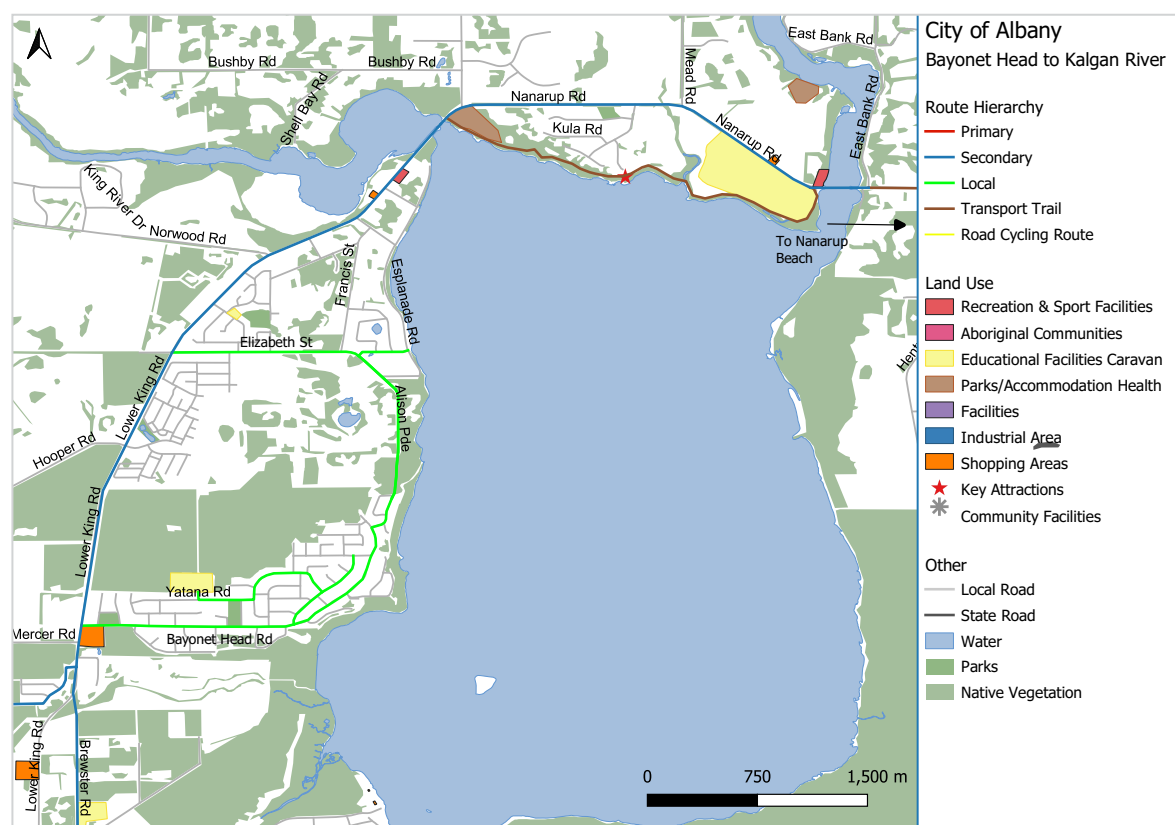 City of Albany
Bayonet Head to Kalgan River
Route Hierarchy
Primary
Secondary
Local
Transport Trail
Road Cycling Route
Land Use
Recreation & Sport Facilities
Aboriginal Communities
Educational Facilities Caravan
Parks/Accommodation Health
Facilities
Industrial Area
Shopping Areas
Key Attractions
Community Facilities
Other
Local Road
State Road
Water
Parks
Native Vegetation
East Bank Rd
Bushby Rd
Bushby Rd
Mead Rd
East Bank Rd
Shell Bay Rd
Nanarup Rd
Kula Rd
Nanarup Rd
King River Dr
Norwood Rd
To Nanarup
Beach
Francis St
Esplanade Rd
Elizabeth St
Hent
Lower King Rd
Alison Pde
Hooper Rd
Lower King Rd
Yatana Rd
Mercer Rd
Bayonet Head Rd
Lower King Rd
Brewster Rd
0
750
1,500 m